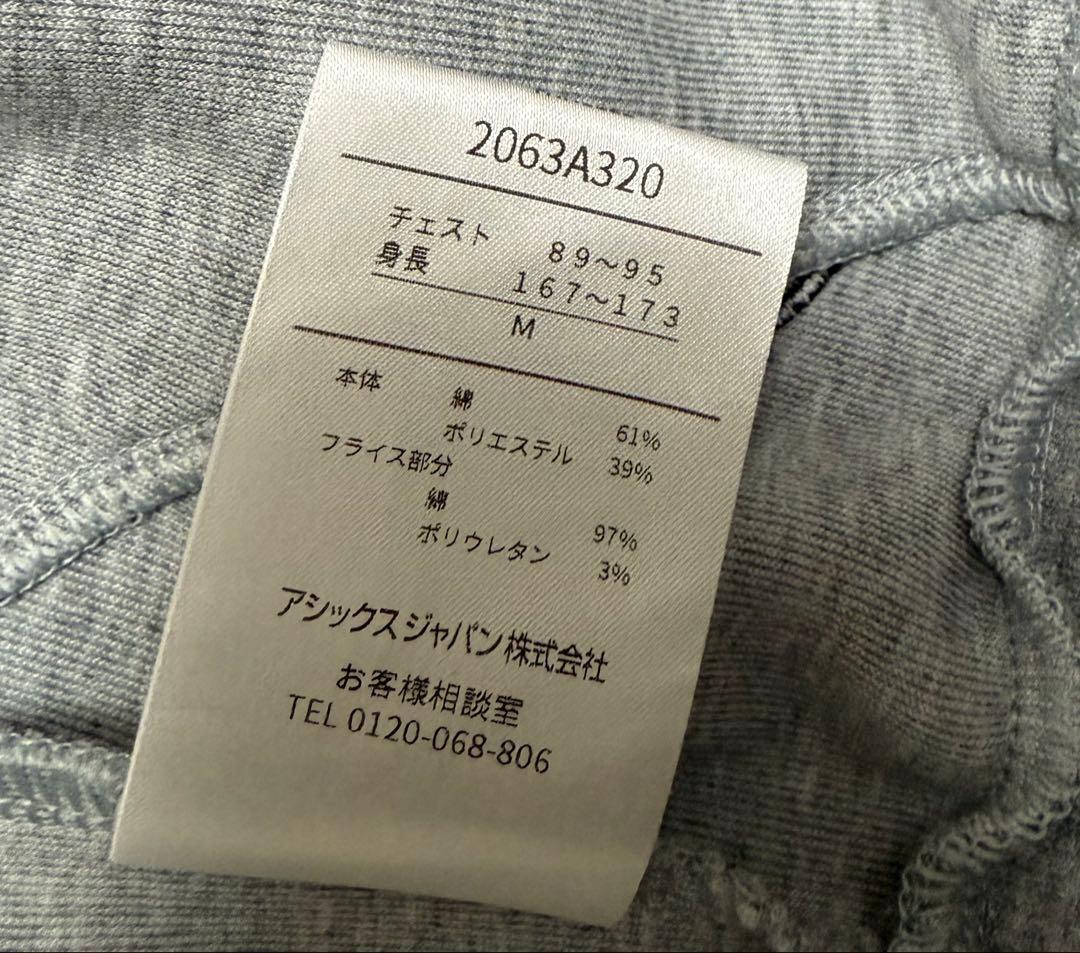 2063A320
チェスト 89～95
身長 167～173
M
本体 綿 61%
ポリエステル 39%
フライス部分
綿 97%
ポリウレタン 3%
アシックスジャパン株式会社
お客様相談室
TEL 0120-068-806